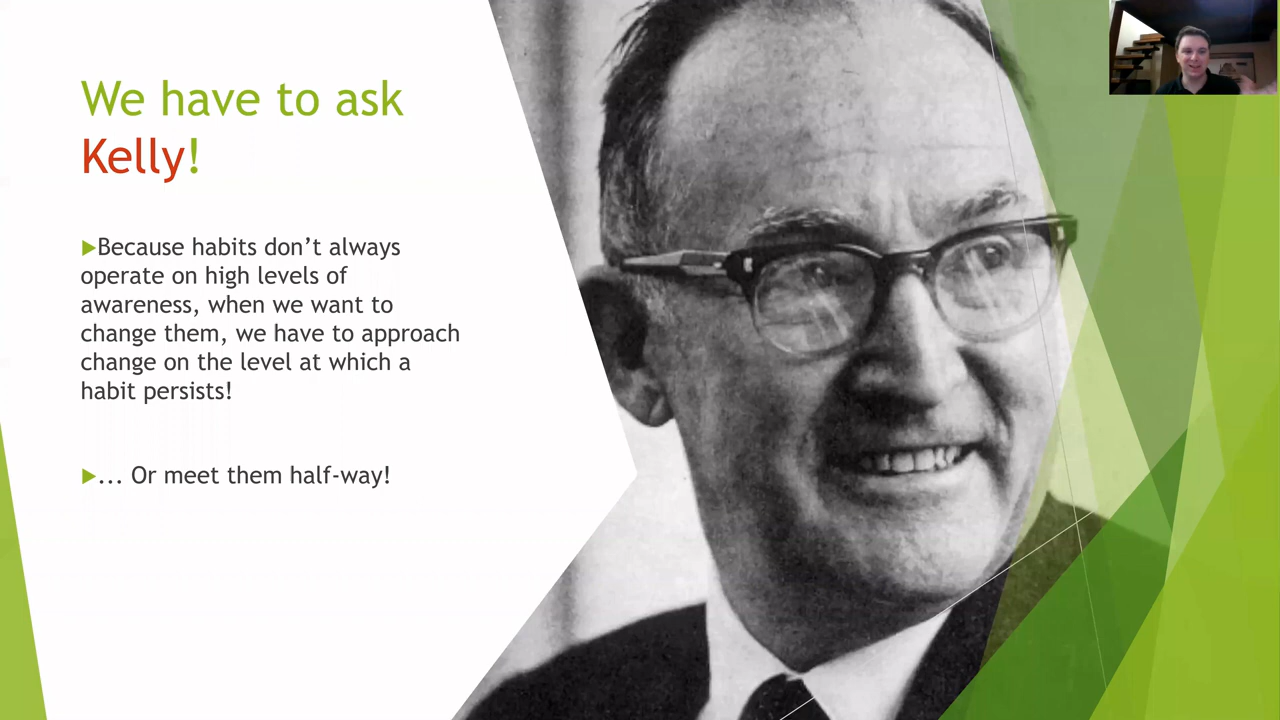 We have to ask
Kelly!
Because habits don't always
operate on high levels of
awareness, when we want to
change them, we have to approach
change on the level at which a
habit persists!
... Or meet them half-way!